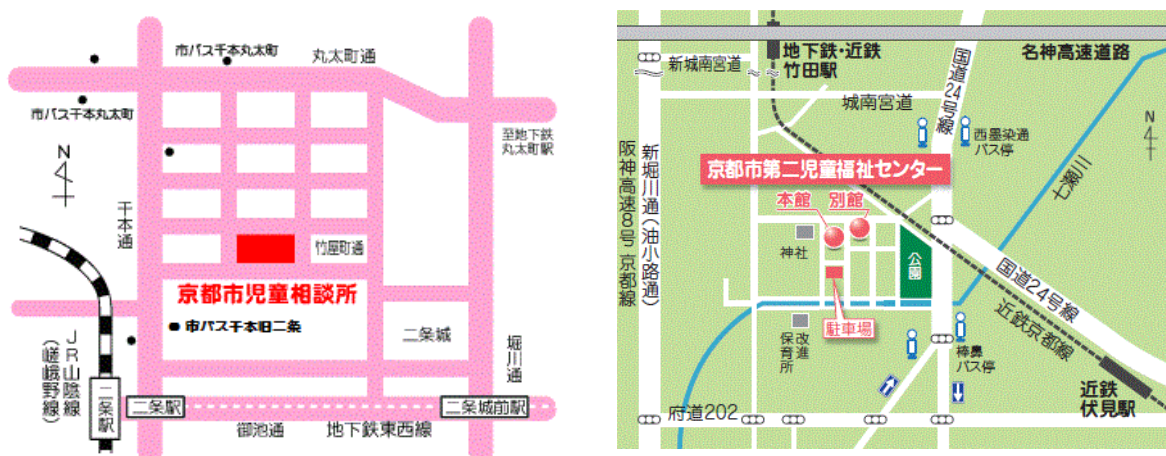 市バス千本丸太町
丸太町通
市バス千本丸太町
至地下鉄
丸太町駅
N
千本通
竹屋町通
京都市児童相談所
市バス千本旧二条
二条城
堀川通
JR山陰線
(嵯峨野線)
二条駅
二条駅
二条城前駅
御池通
地下鉄東西線
地下鉄・近鉄
竹田駅
国道24号線
名神高速道路
新城南宮道
城南宮道
西墨染通
バス停
N
新堀川通(油小路通)
阪神高速8号 京都線
京都市第二児童福祉センター
七瀬川
本館
別館
神社
公園
国道24号線
駐車場
近鉄京都線
改進
保育所
棒鼻
バス停
近鉄
伏見駅
府道202